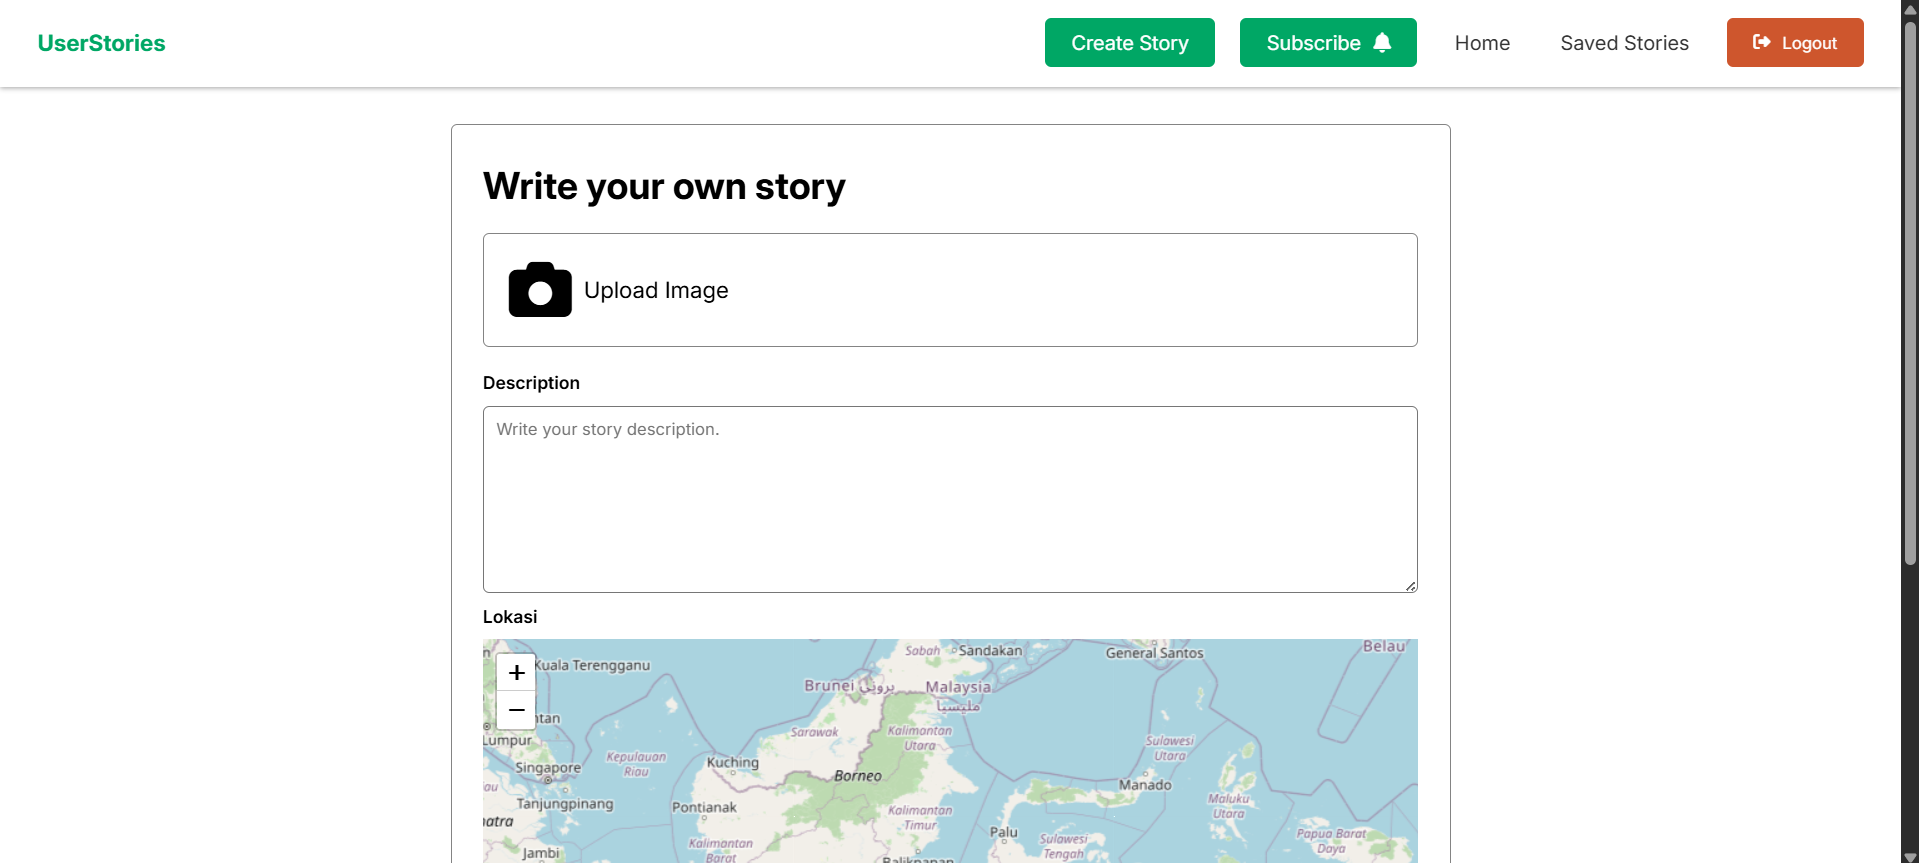 UserStories
Create Story
Subscribe
Home
Saved Stories
Logout
Write your own story
Upload Image
Description
Write your story description.
Lokasi
+
−
Kuala Terengganu
Sabah
Sandakan
General Santos
Belau
Brunei بروني
Malaysia
مليسيا
ntan
Lumpur
Sarawak
Kalimantan
Utara
Kepulauan
Riau
Singapore
Kuching
Borneo
Sulawesi
Utara
Manado
au
Tanjungpinang
Pontianak
Kalimantan
Timur
Maluku
Utara
atra
Palu
Sulawesi
Tengah
Papua Barat
Daya
Jambi
Kalimantan
Barat
Balikpapan